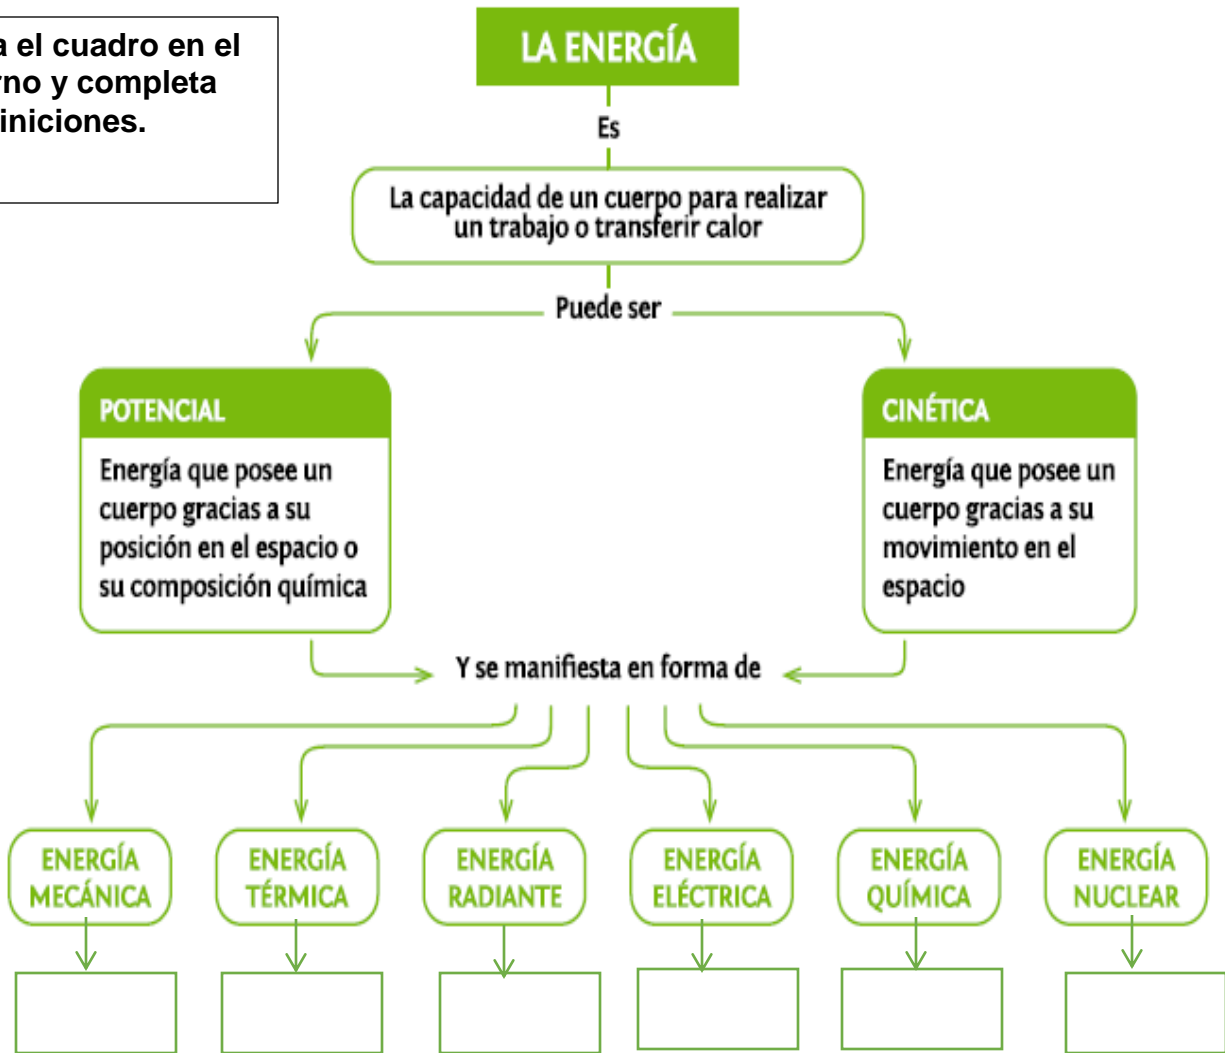 a el cuadro en el
rno y completa
iniciones.
LA ENERGÍA
Es
La capacidad de un cuerpo para realizar
un trabajo o transferir calor
Puede ser
POTENCIAL
Energía que posee un
cuerpo gracias a su
posición en el espacio o
su composición química
CINÉTICA
Energía que posee un
cuerpo gracias a su
movimiento en el
espacio
Y se manifiesta en forma de
ENERGÍA
MECÁNICA
ENERGÍA
TÉRMICA
ENERGÍA
RADIANTE
ENERGÍA
ELÉCTRICA
ENERGÍA
QUÍMICA
ENERGÍA
NUCLEAR